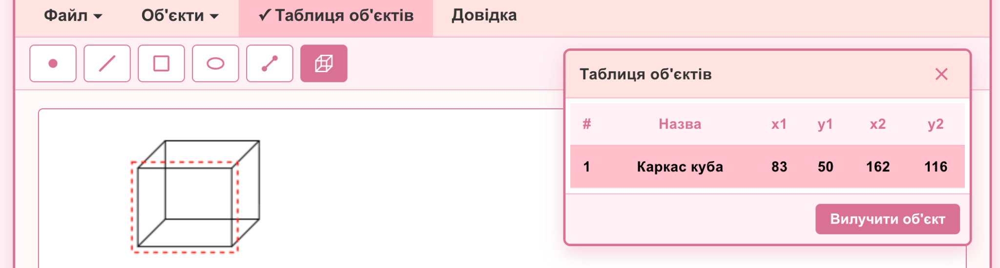 Файл Об'єкти ✓ Таблиця об'єктів Довідка
Таблиця об'єктів
# Назва x1 y1 x2 y2
1 Каркас куба 83 50 162 116
Вилучити об'єкт